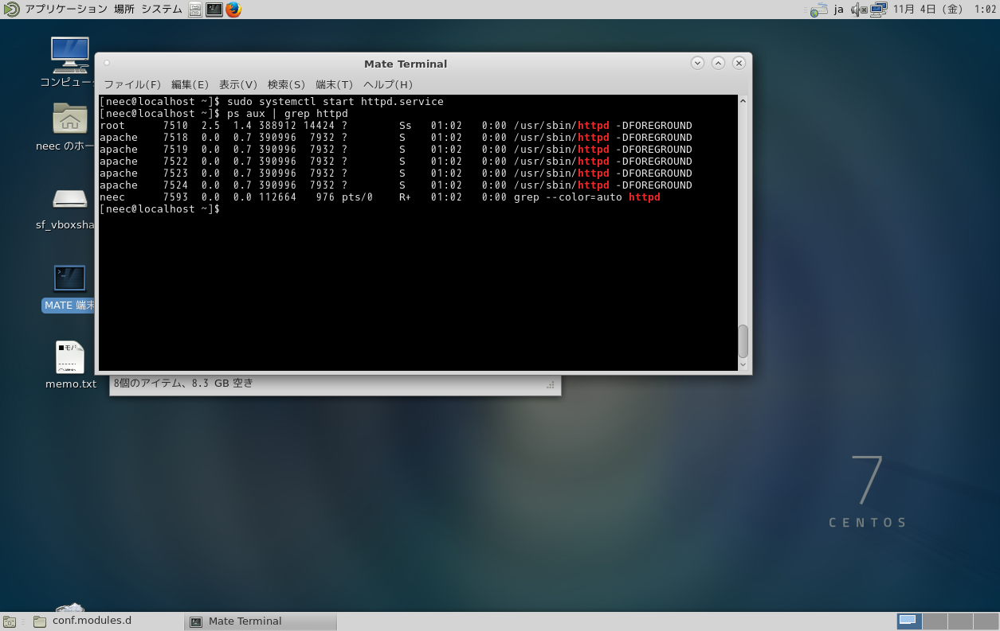 アプリケーション 場所 システム
ja 11月 4日 (金) 1:02
コンピュー
neec のホー
sf_vboxsha
MATE 端末
■モバ
memo.txt
Mate Terminal
ファイル(F) 編集(E) 表示(V) 検索(S) 端末(T) ヘルプ(H)
[neec@localhost ~]$ sudo systemctl start httpd.service
[neec@localhost ~]$ ps aux | grep httpd
root 7510 2.5 1.4 388912 14424 ? Ss 01:02 0:00 /usr/sbin/httpd -DFOREGROUND
apache 7518 0.0 0.7 390996 7932 ? S 01:02 0:00 /usr/sbin/httpd -DFOREGROUND
apache 7519 0.0 0.7 390996 7932 ? S 01:02 0:00 /usr/sbin/httpd -DFOREGROUND
apache 7522 0.0 0.7 390996 7932 ? S 01:02 0:00 /usr/sbin/httpd -DFOREGROUND
apache 7523 0.0 0.7 390996 7932 ? S 01:02 0:00 /usr/sbin/httpd -DFOREGROUND
apache 7524 0.0 0.7 390996 7932 ? S 01:02 0:00 /usr/sbin/httpd -DFOREGROUND
neec 7593 0.0 0.0 112664 976 pts/0 R+ 01:02 0:00 grep --color=auto httpd
[neec@localhost ~]$
8個のアイテム、8.3 GB 空き
7
CENTOS
conf.modules.d
Mate Terminal